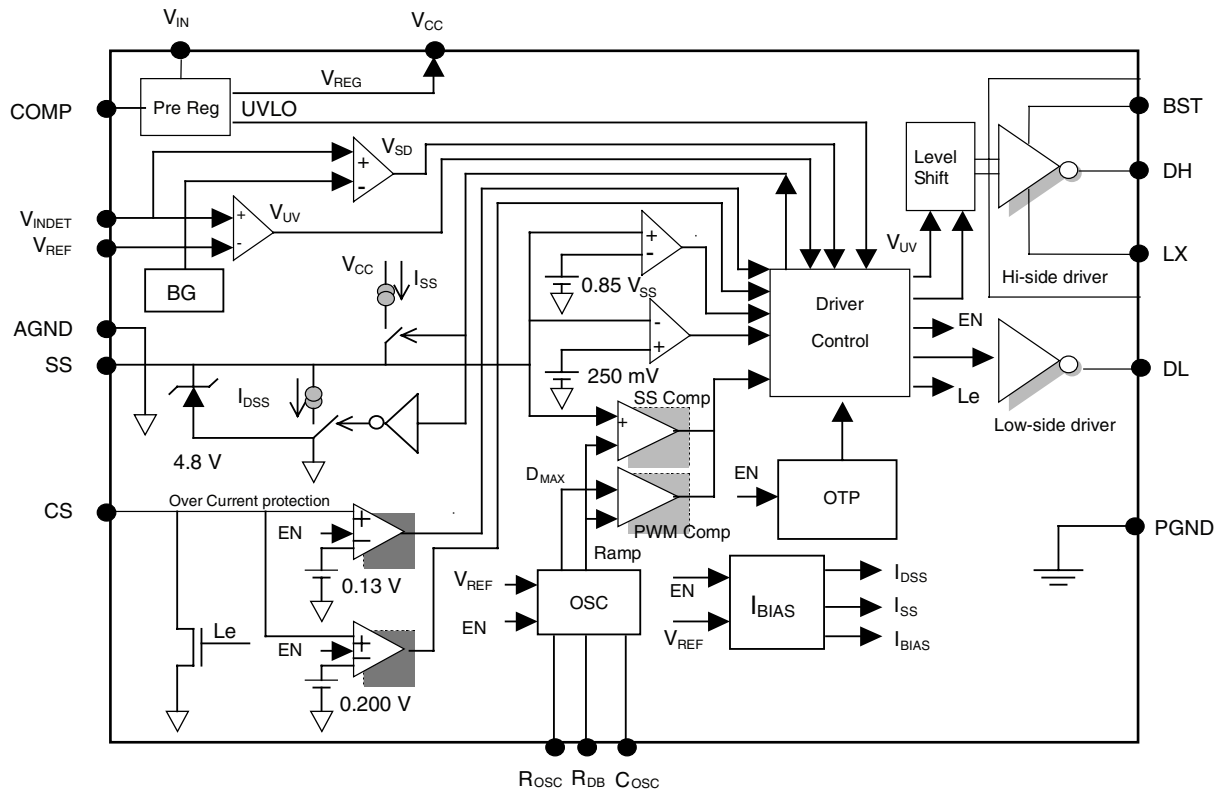 VIN
VCC
VREG
COMP
Pre Reg
UVLO
BST
VSD
+
-
Level
Shift
DH
VINDET
+
VUV
VREF
-
VUV
LX
VCC
ISS
+
-
Hi-side driver
BG
0.85 VSS
Driver
Control
AGND
EN
-
+
SS
DL
250 mV
Le
IDSS
SS Comp
+
Low-side driver
4.8 V
DMAX
EN
OTP
CS
Over Current protection
+
EN
-
PWM Comp
PGND
Ramp
0.13 V
VREF
OSC
EN
IBIAS
IDSS
ISS
EN
VREF
IBIAS
Le
EN
+
-
0.200 V
ROSC
RDB
COSC